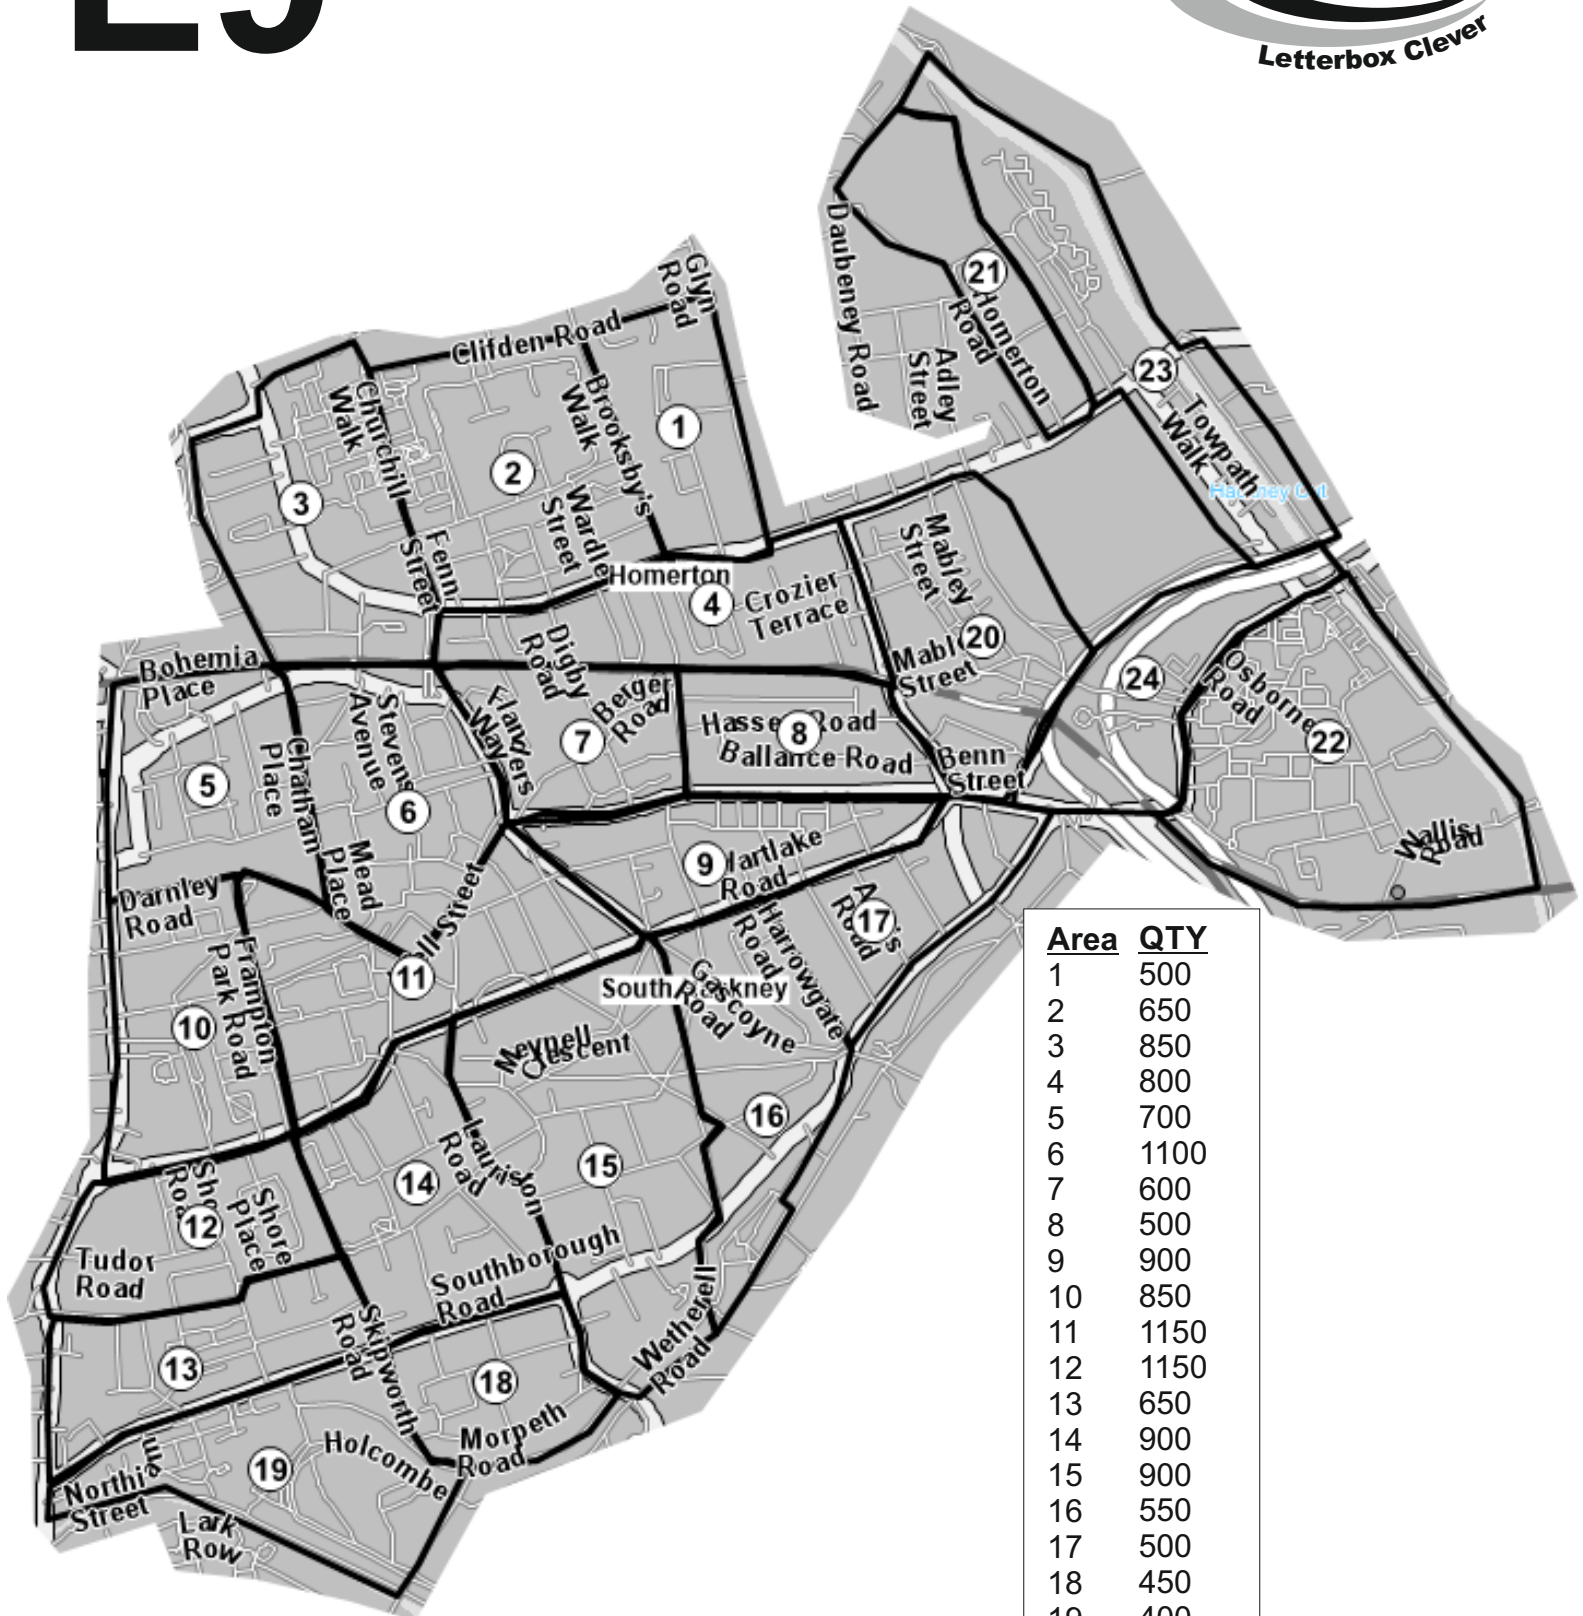 E9
Letterbox Clever
Glyn
Road
Clifden Road
Daubeney Road
Adley
Street
Homerton
Road
21
23
Towpath
Walk
Hackney Cut
Churchill
Walk
Brooksby's
Walk
1
2
3
Wardle
Street
Fenn
Street
Homerton
4
Crozier
Terrace
Mabley
Street
20
Street
Bohemia
Place
Digby
Road
Berger
Road
Stevens
Avenue
7
Road
8
Ballance Road
Benn
Street
24
Osborne
Road
22
Wallis
Road
Chatham
Place
5
6
Mead
Place
Darnley
Road
9
Hartlake
Road
Street
11
17
Harrowgate
Road
South
Gascoyne
Road
Frampton
Park Road
10
Meynell
Crescent
16
Lauriston
Road
14
15
12
Shore
Place
Tudor
Road
Southborough
Road
Wetherell
Road
Skipworth
Road
13
18
Morpeth
Road
Holcombe
19
Street
Lark
Row
Area QTY
1 500
2 650
3 850
4 800
5 700
6 1100
7 600
8 500
9 900
10 850
11 1150
12 1150
13 650
14 900
15 900
16 550
17 500
18 450
19 400